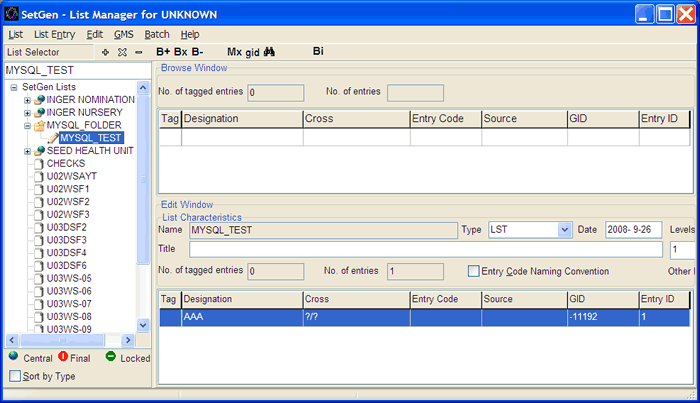 SetGen - List Manager for UNKNOWN
List List Entry Edit GMS Batch Help
List Selector B+ Bx B- Mx gid Bi
MYSQL_TEST
SetGen Lists
INGER NOMINATION
INGER NURSERY
MYSQL_FOLDER
MYSQL_TEST
SEED HEALTH UNIT
CHECKS
U02WSAYT
U02WSF1
U02WSF2
U02WSF3
U03DSF2
U03DSF3
U03DSF4
U03DSF6
U03WS-05
U03WS-06
U03WS-07
U03WS-08
U03WS-09
Central Final Locked
Sort by Type
Browse Window
No. of tagged entries 0 No. of entries
Tag Designation Cross Entry Code Source GID Entry ID
Edit Window
List Characteristics
Name MYSQL_TEST Type LST Date 2008- 9-26 Levels
Title 1
No. of tagged entries 0 No. of entries 1 Entry Code Naming Convention Other I
Tag Designation Cross Entry Code Source GID Entry ID
AAA ?/? -11192 1